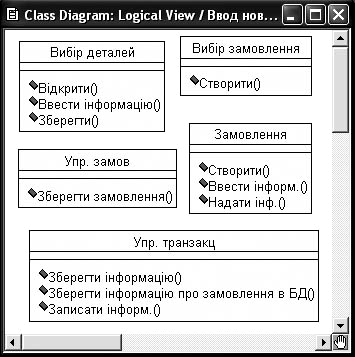 Class Diagram: Logical View / Ввод нов...
Вибір деталей
Відкрити()
Ввести інформацію()
Зберегти()
Вибір замовлення
Створити()
Упр. замов
Зберегти замовлення()
Замовлення
Створити()
Ввести інформ.()
Надати інф.()
Упр. транзакц
Зберегти інформацію()
Зберегти інформацію про замовлення в БД()
Записати інформ.()